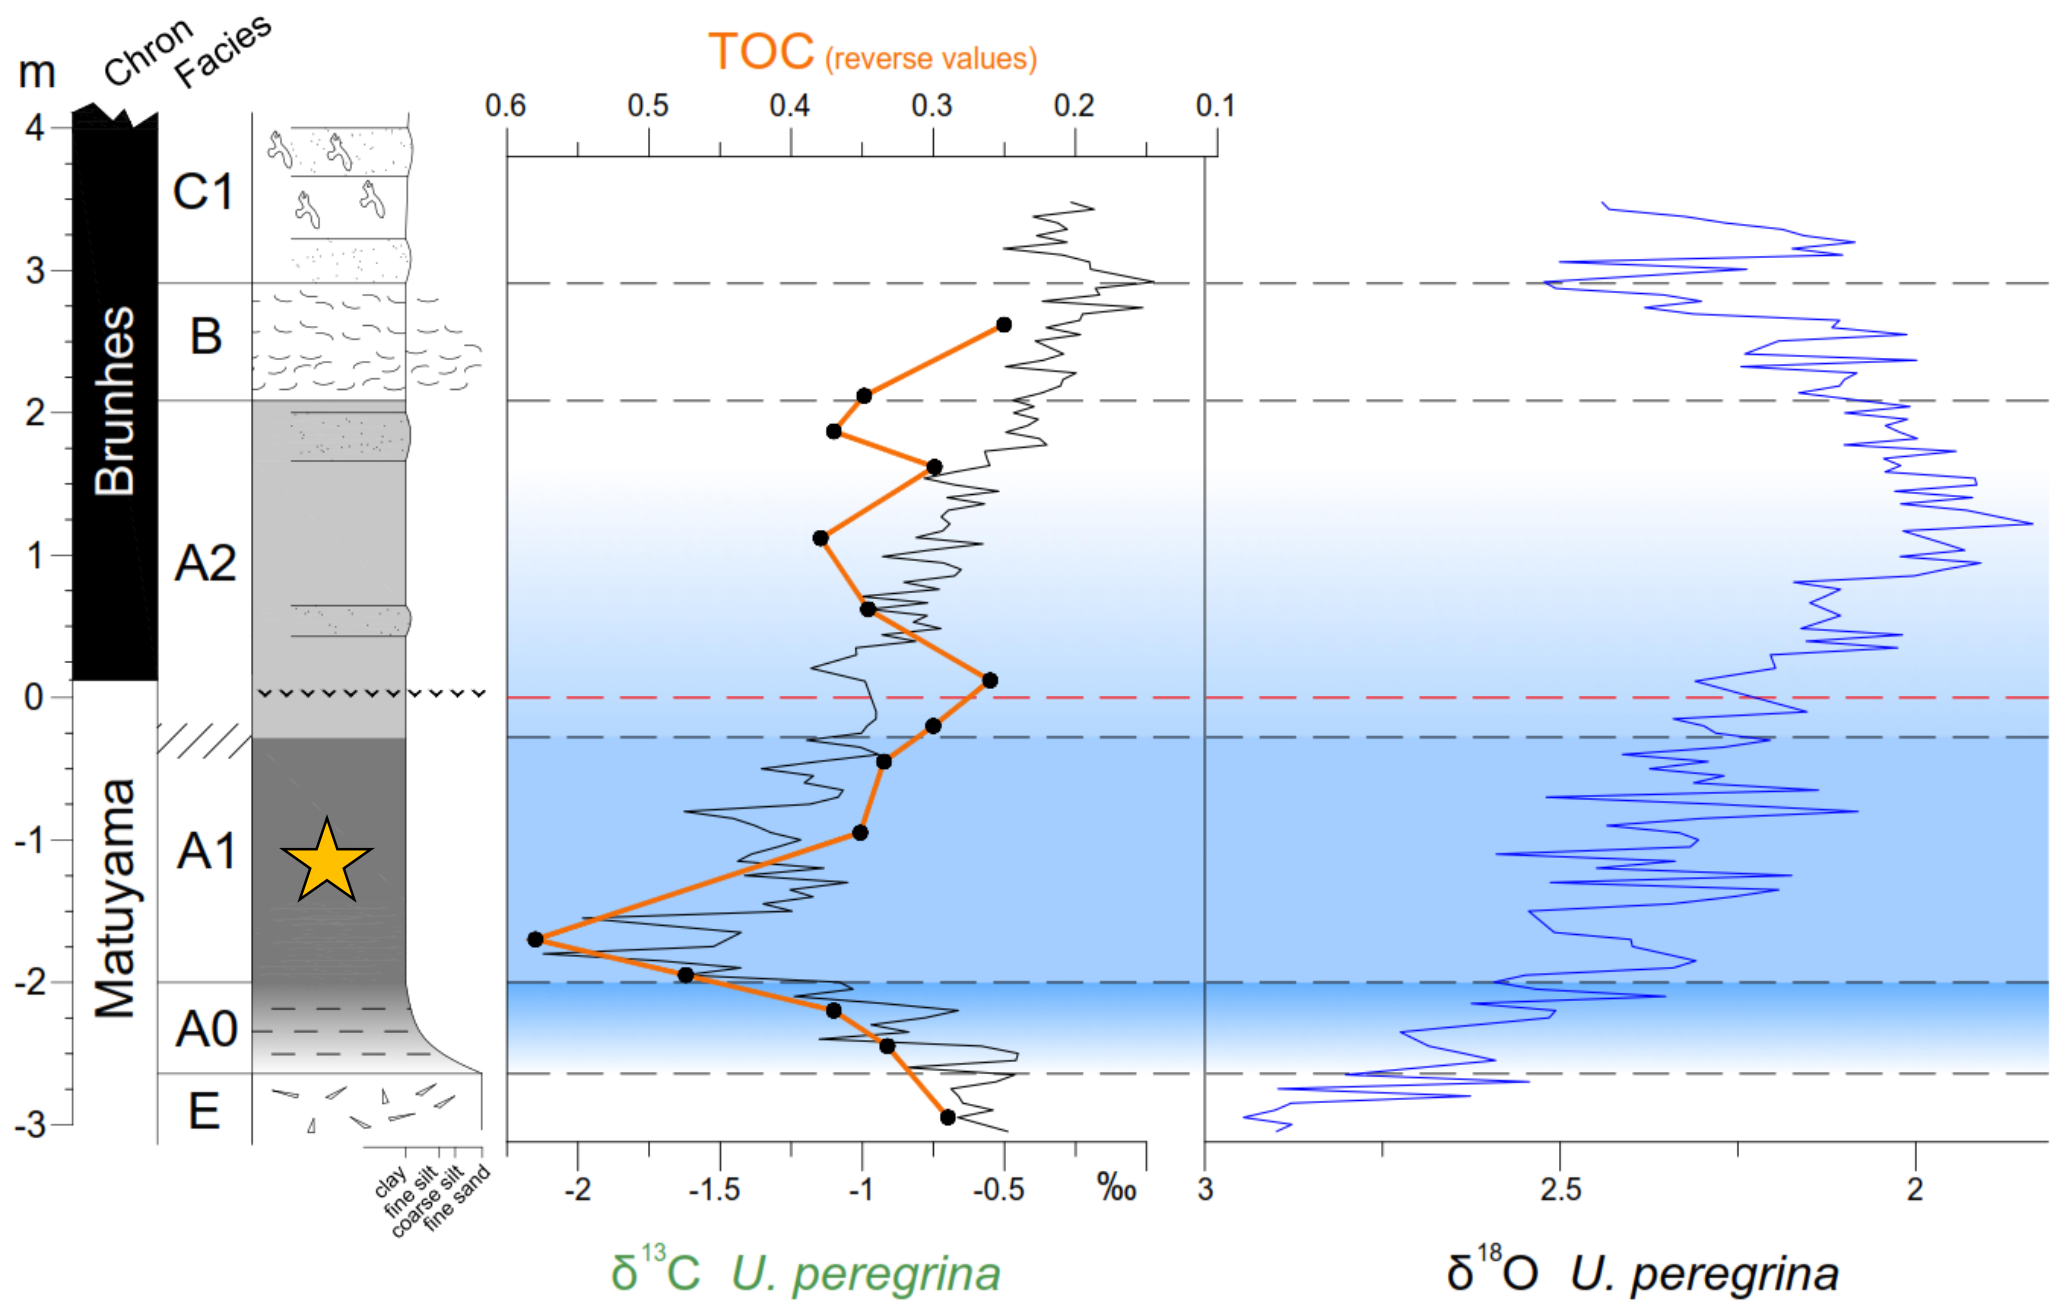 m
Chron
Facies
TOC (reverse values)
0.6 0.5 0.4 0.3 0.2 0.1
4
3
2
1
0
-1
-2
-3
Brunhes
Matuyama
C1
B
A2
A1
A0
E
clay
fine silt
coarse silt
fine sand
-2 -1.5 -1 -0.5 ‰
3 2.5 2
δ¹³C U. peregrina
δ¹⁸O U. peregrina